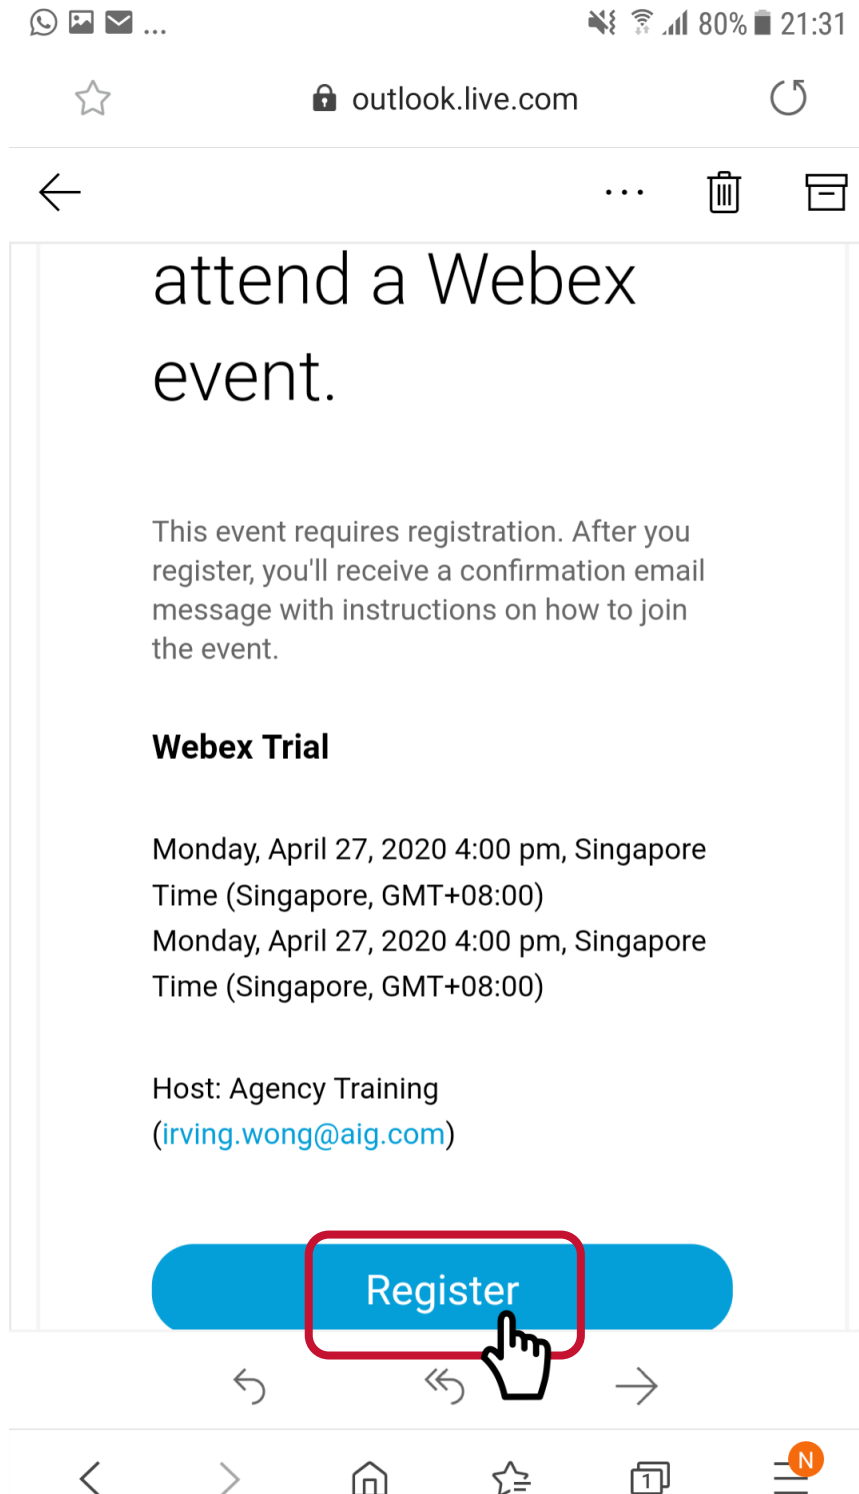 ... 80% 21:31
outlook.live.com
attend a Webex
event.
This event requires registration. After you
register, you'll receive a confirmation email
message with instructions on how to join
the event.
Webex Trial
Monday, April 27, 2020 4:00 pm, Singapore
Time (Singapore, GMT+08:00)
Monday, April 27, 2020 4:00 pm, Singapore
Time (Singapore, GMT+08:00)
Host: Agency Training
(irving.wong@aig.com)
Register
1 N